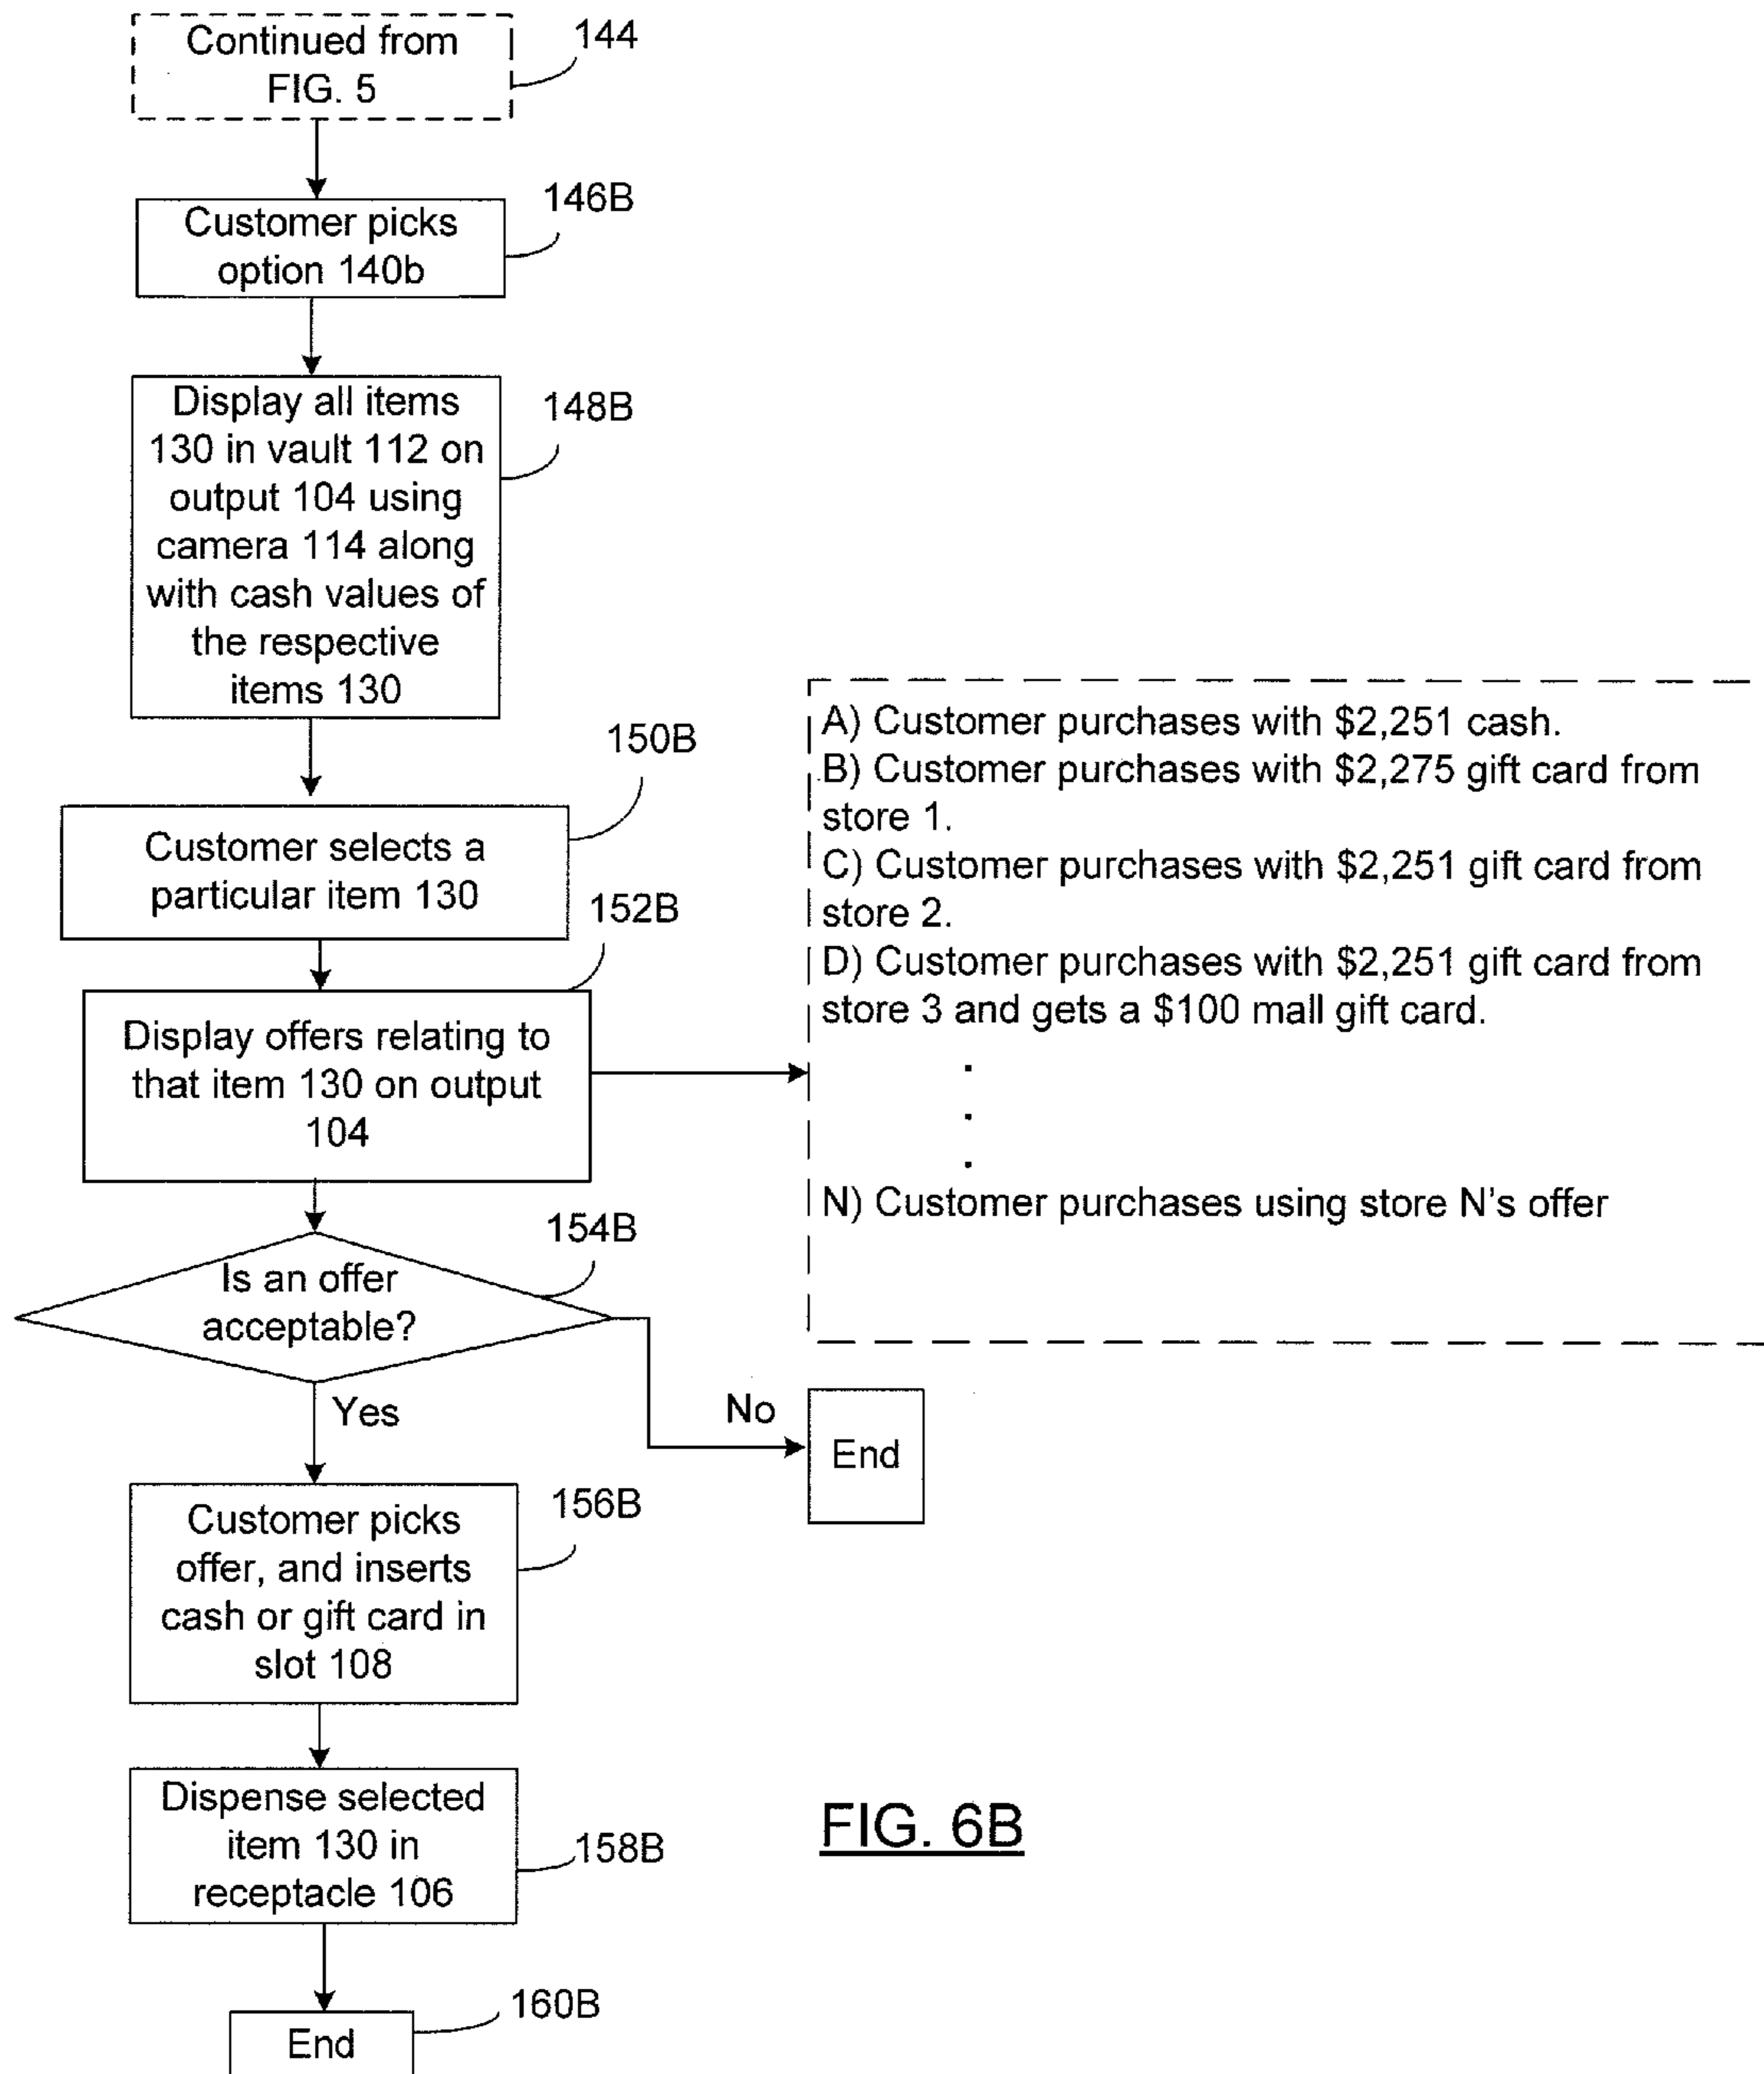 Continued from
FIG. 5
144
Customer picks
option 140b
146B
Display all items
130 in vault 112 on
output 104 using
camera 114 along
with cash values of
the respective
items 130
148B
Customer selects a
particular item 130
150B
Display offers relating to
that item 130 on output
104
152B
A) Customer purchases with $2,251 cash.
B) Customer purchases with $2,275 gift card from
store 1.
C) Customer purchases with $2,251 gift card from
store 2.
D) Customer purchases with $2,251 gift card from
store 3 and gets a $100 mall gift card.
.
.
.
N) Customer purchases using store N's offer
Is an offer
acceptable?
154B
Yes
No
End
Customer picks
offer, and inserts
cash or gift card in
slot 108
156B
Dispense selected
item 130 in
receptacle 106
158B
End
160B
FIG. 6B